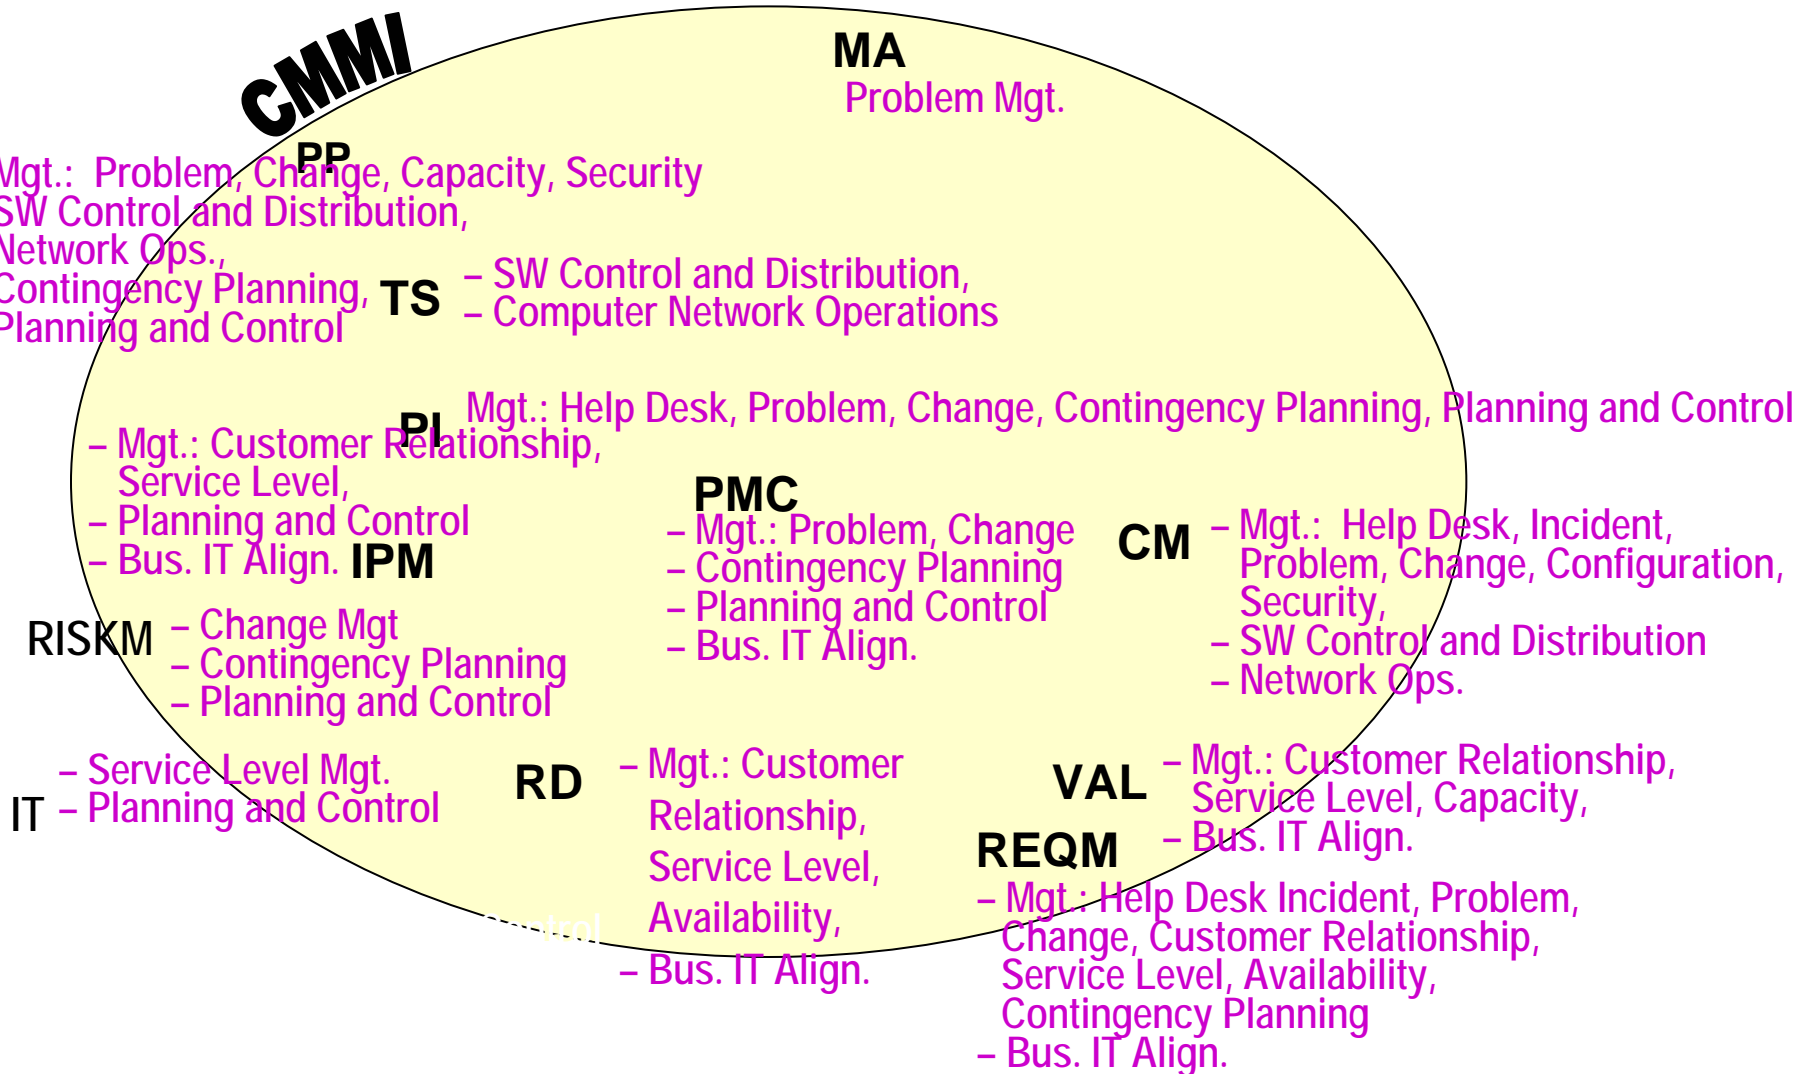 CMMI
MA
Problem Mgt.
PP
Mgt.:  Problem, Change, Capacity, Security
SW Control and Distribution,
Network Ops.,
Contingency Planning,
Planning and Control
TS
– SW Control and Distribution,
– Computer Network Operations
PI
Mgt.: Help Desk, Problem, Change, Contingency Planning, Planning and Control
– Mgt.: Customer Relationship,
Service Level,
– Planning and Control
– Bus. IT Align.
IPM
PMC
– Mgt.: Problem, Change
– Contingency Planning
– Planning and Control
– Bus. IT Align.
CM
– Mgt.:  Help Desk, Incident,
Problem, Change, Configuration,
Security,
– SW Control and Distribution
– Network Ops.
RISKM
– Change Mgt
– Contingency Planning
– Planning and Control
IT
– Service Level Mgt.
– Planning and Control
RD
– Mgt.: Customer
Relationship,
Service Level,
Availability,
– Bus. IT Align.
VAL
– Mgt.: Customer Relationship,
Service Level, Capacity,
– Bus. IT Align.
REQM
– Mgt.: Help Desk Incident, Problem,
Change, Customer Relationship,
Service Level, Availability,
Contingency Planning
– Bus. IT Align.
Control